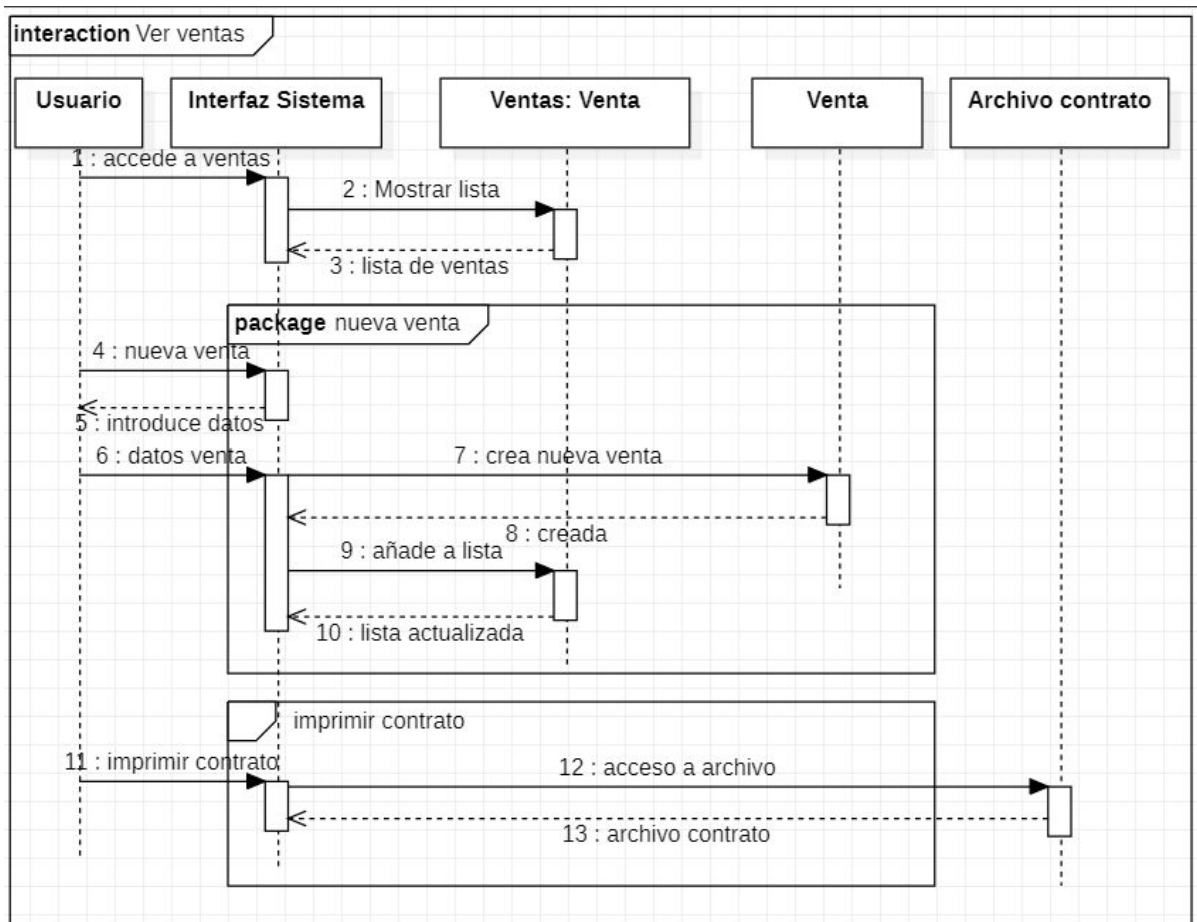 interaction Ver ventas
Usuario
Interfaz Sistema
Ventas: Venta
Venta
Archivo contrato
1 : accede a ventas
2 : Mostrar lista
3 : lista de ventas
package nueva venta
4 : nueva venta
5 : introduce datos
6 : datos venta
7 : crea nueva venta
8 : creada
9 : añade a lista
10 : lista actualizada
imprimir contrato
11 : imprimir contrato
12 : acceso a archivo
13 : archivo contrato